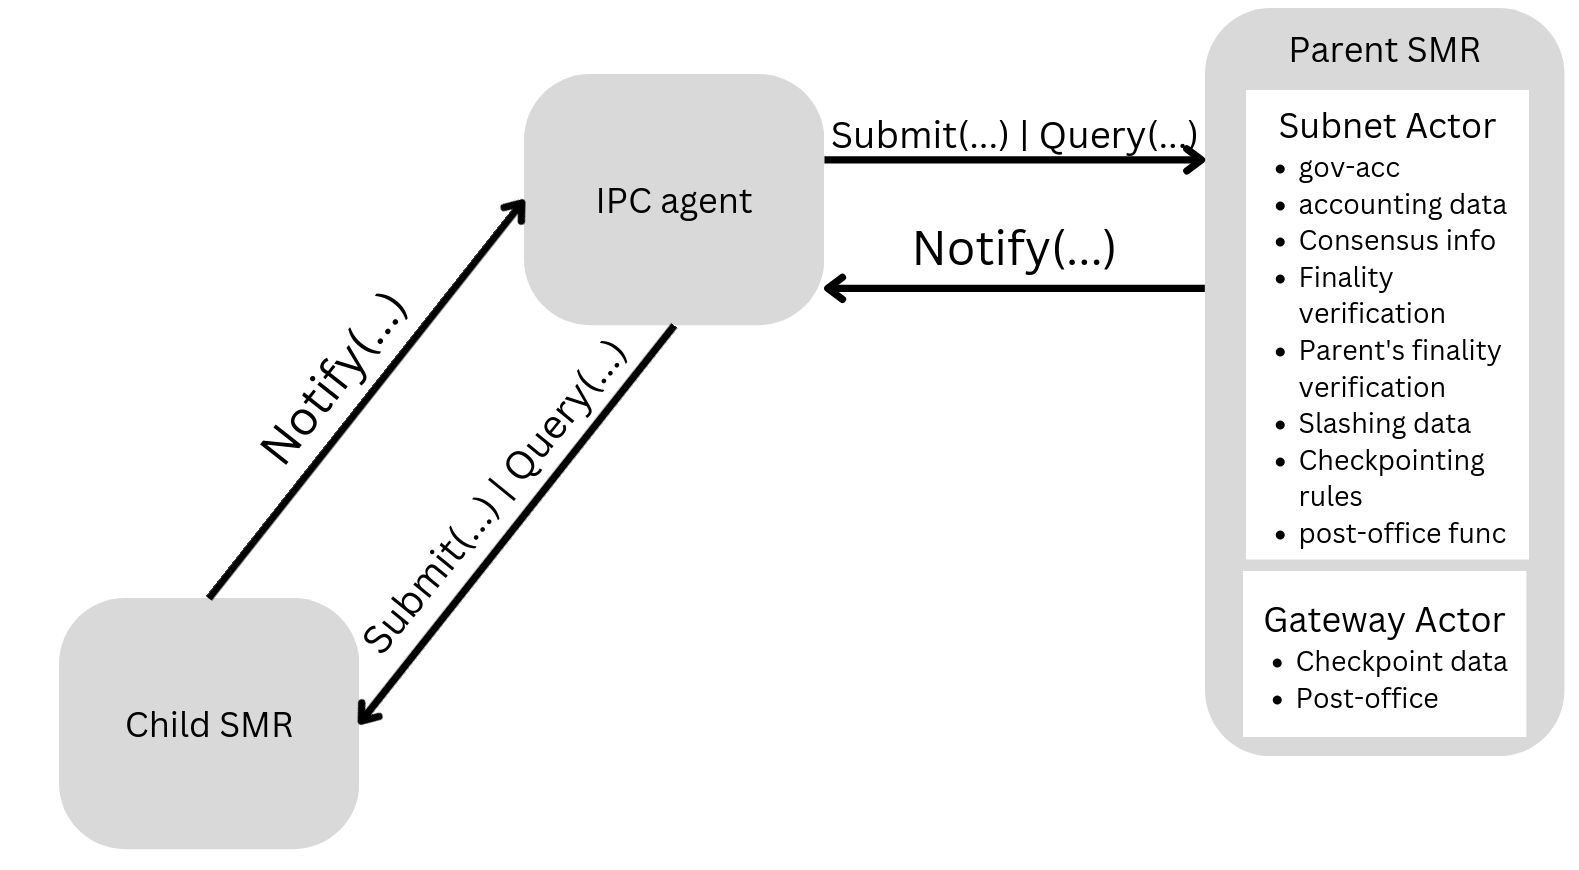 Parent SMR
Subnet Actor
gov-acc
accounting data
Consensus info
Finality
verification
Parent's finality
verification
Slashing data
Checkpointing
rules
post-office func
Gateway Actor
Checkpoint data
Post-office
Submit(...) | Query(...)
Notify(...)
IPC agent
Notify(...)
Submit(...) | Query(...)
Child SMR